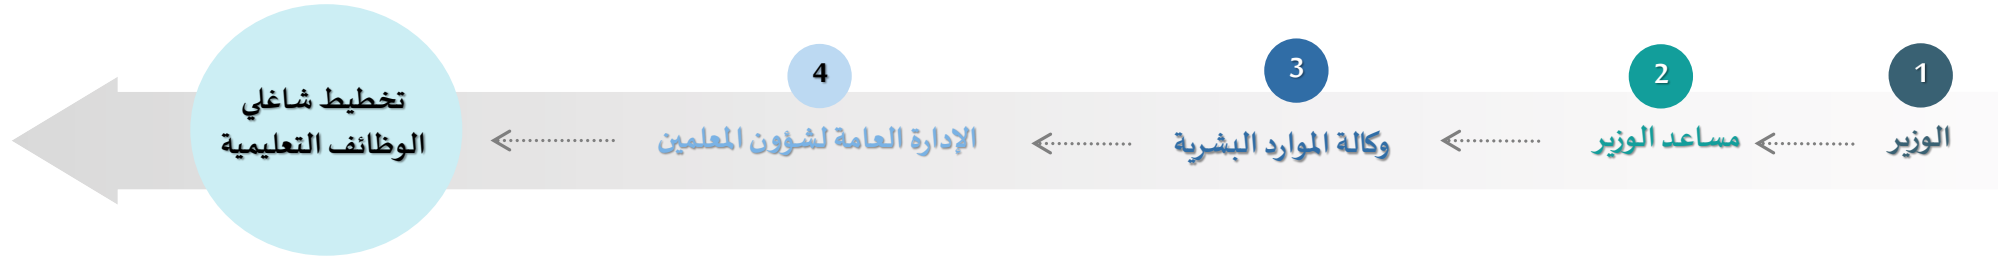 1
الوزير
2
مساعد الوزير
3
وكالة الموارد البشرية
4
الإدارة العامة لشؤون المعلمين
تخطيط شاغلي
الوظائف التعليمية